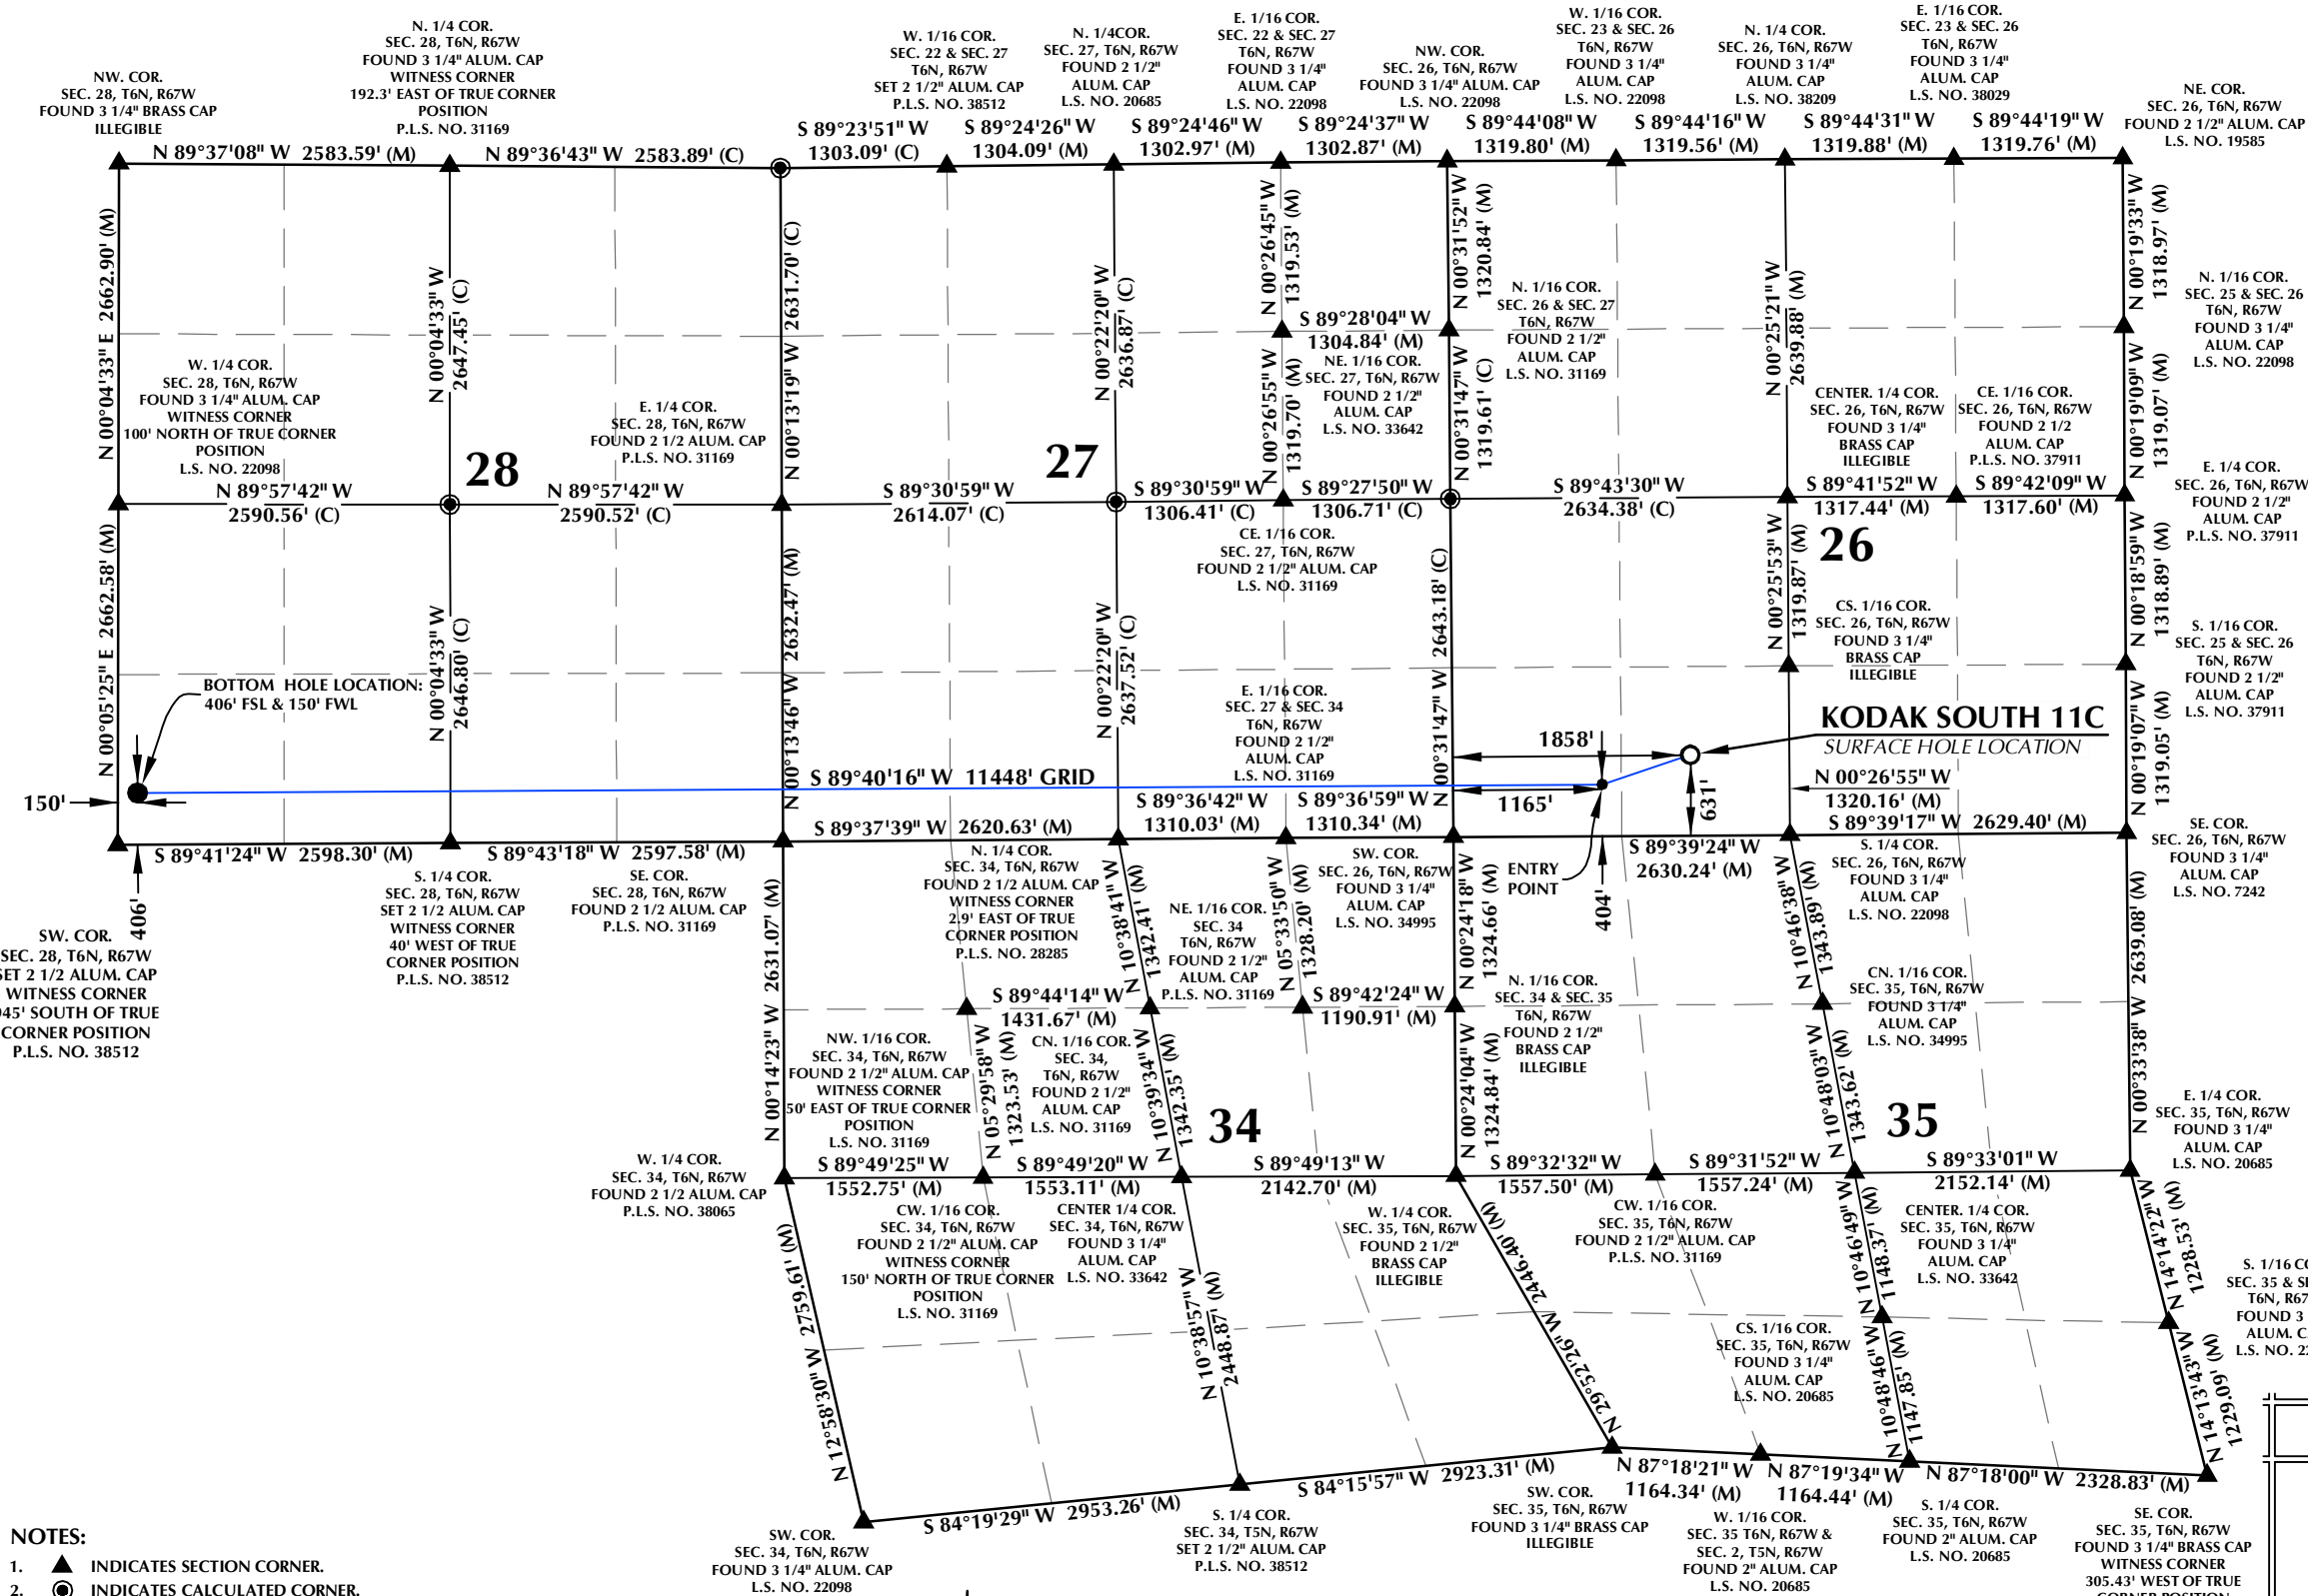 N. 1/4 COR.
SEC. 28, T6N, R67W
FOUND 3 1/4" ALUM. CAP
WITNESS CORNER
192.3' EAST OF TRUE CORNER
POSITION
P.L.S. NO. 31169
NW. COR.
SEC. 28, T6N, R67W
FOUND 3 1/4" BRASS CAP
ILLEGIBLE
W. 1/16 COR.
SEC. 22 & SEC. 27
T6N, R67W
SET 2 1/2" ALUM. CAP
P.L.S. NO. 38512
N. 1/4COR.
SEC. 27, T6N, R67W
FOUND 2 1/2"
ALUM. CAP
L.S. NO. 20685
E. 1/16 COR.
SEC. 22 & SEC. 27
T6N, R67W
FOUND 3 1/4"
ALUM. CAP
L.S. NO. 22098
NW. COR.
SEC. 26, T6N, R67W
FOUND 3 1/4" ALUM. CAP
L.S. NO. 22098
W. 1/16 COR.
SEC. 23 & SEC. 26
T6N, R67W
FOUND 3 1/4"
ALUM. CAP
L.S. NO. 22098
N. 1/4 COR.
SEC. 26, T6N, R67W
FOUND 3 1/4"
ALUM. CAP
L.S. NO. 38209
E. 1/16 COR.
SEC. 23 & SEC. 26
T6N, R67W
FOUND 3 1/4"
ALUM. CAP
L.S. NO. 38029
NE. COR.
SEC. 26, T6N, R67W
FOUND 2 1/2" ALUM. CAP
L.S. NO. 19585
N 89°37'08" W 2583.59' (M)
N 89°36'43" W 2583.89' (C)
S 89°23'51" W
1303.09' (C)
S 89°24'26" W
1304.09' (M)
S 89°24'46" W
1302.97' (M)
S 89°24'37" W
1302.87' (M)
S 89°44'08" W
1319.80' (M)
S 89°44'16" W
1319.56' (M)
S 89°44'31" W
1319.88' (M)
S 89°44'19" W
1319.76' (M)
N 00°04'33" E 2662.90' (M)
N 00°04'33" W
2647.45' (C)
N 00°13'19" W 2631.70' (C)
N 00°22'20" W
2636.87' (C)
N 00°26'45" W
1319.53' (M)
N 00°31'52" W
1320.84' (M)
N 00°25'21" W
2639.88' (M)
N 00°19'33" W
1318.97' (M)
S 89°28'04" W
1304.84' (M)
N 00°26'55" W
1319.70' (M)
N 00°31'47" W
1319.61' (C)
N 00°19'09" W
1319.07' (M)
N. 1/16 COR.
SEC. 26 & SEC. 27
T6N, R67W
FOUND 2 1/2"
ALUM. CAP
L.S. NO. 31169
N. 1/16 COR.
SEC. 25 & SEC. 26
T6N, R67W
FOUND 3 1/4"
ALUM. CAP
L.S. NO. 22098
W. 1/4 COR.
SEC. 28, T6N, R67W
FOUND 3 1/4" ALUM. CAP
WITNESS CORNER
100' NORTH OF TRUE CORNER
POSITION
L.S. NO. 22098
E. 1/4 COR.
SEC. 28, T6N, R67W
FOUND 2 1/2 ALUM. CAP
P.L.S. NO. 31169
NE. 1/16 COR.
SEC. 27, T6N, R67W
FOUND 2 1/2"
ALUM. CAP
L.S. NO. 33642
CENTER. 1/4 COR.
SEC. 26, T6N, R67W
FOUND 3 1/4"
BRASS CAP
ILLEGIBLE
CE. 1/16 COR.
SEC. 26, T6N, R67W
FOUND 2 1/2
ALUM. CAP
P.L.S. NO. 37911
E. 1/4 COR.
SEC. 26, T6N, R67W
FOUND 2 1/2"
ALUM. CAP
P.L.S. NO. 37911
28
27
26
N 89°57'42" W
2590.56' (C)
N 89°57'42" W
2590.52' (C)
S 89°30'59" W
2614.07' (C)
S 89°30'59" W
1306.41' (C)
S 89°27'50" W
1306.71' (C)
S 89°43'30" W
2634.38' (C)
S 89°41'52" W
1317.44' (M)
S 89°42'09" W
1317.60' (M)
CE. 1/16 COR.
SEC. 27, T6N, R67W
FOUND 2 1/2" ALUM. CAP
L.S. NO. 31169
N 00°05'25" E 2662.58' (M)
N 00°04'33" W
2646.80' (C)
N 00°13'46" W 2632.47' (M)
N 00°22'20" W
2637.52' (C)
N 00°31'47" W 2643.18' (C)
N 00°25'53" W
1319.87' (M)
N 00°18'59" W
1318.89' (M)
N 00°19'07" W
1319.05' (M)
CS. 1/16 COR.
SEC. 26, T6N, R67W
FOUND 3 1/4"
BRASS CAP
ILLEGIBLE
S. 1/16 COR.
SEC. 25 & SEC. 26
T6N, R67W
FOUND 2 1/2"
ALUM. CAP
L.S. NO. 37911
BOTTOM HOLE LOCATION:
406' FSL & 150' FWL
E. 1/16 COR.
SEC. 27 & SEC. 34
T6N, R67W
FOUND 2 1/2"
ALUM. CAP
L.S. NO. 31169
KODAK SOUTH 11C
SURFACE HOLE LOCATION
1858'
1165'
631'
404'
150'
406'
S 89°40'16" W 11448' GRID
N 00°26'55" W
1320.16' (M)
ENTRY
POINT
S 89°41'24" W 2598.30' (M)
S 89°43'18" W 2597.58' (M)
S 89°37'39" W 2620.63' (M)
S 89°36'42" W
1310.03' (M)
S 89°36'59" W
1310.34' (M)
S 89°39'24" W
2630.24' (M)
S 89°39'17" W 2629.40' (M)
SW. COR.
SEC. 28, T6N, R67W
SET 2 1/2 ALUM. CAP
WITNESS CORNER
945' SOUTH OF TRUE
CORNER POSITION
P.L.S. NO. 38512
S. 1/4 COR.
SEC. 28, T6N, R67W
SET 2 1/2 ALUM. CAP
WITNESS CORNER
40' WEST OF TRUE
CORNER POSITION
P.L.S. NO. 38512
SE. COR.
SEC. 28, T6N, R67W
FOUND 2 1/2 ALUM. CAP
P.L.S. NO. 31169
N. 1/4 COR.
SEC. 34, T6N, R67W
FOUND 2 1/2 ALUM. CAP
WITNESS CORNER
2.9' EAST OF TRUE
CORNER POSITION
P.L.S. NO. 28285
NE. 1/16 COR.
SEC. 34
T6N, R67W
FOUND 2 1/2"
ALUM. CAP
P.L.S. NO. 31169
SW. COR.
SEC. 26, T6N, R67W
FOUND 3 1/4"
ALUM. CAP
L.S. NO. 34995
S. 1/4 COR.
SEC. 26, T6N, R67W
FOUND 3 1/4"
ALUM. CAP
L.S. NO. 22098
SE. COR.
SEC. 26, T6N, R67W
FOUND 3 1/4"
ALUM. CAP
L.S. NO. 7242
N 00°14'23" W 2631.07' (M)
N 10°38'41" W
1342.41' (M)
N 05°33'50" W
1328.20' (M)
N 00°24'18" W
1324.66' (M)
N 10°46'38" W
1343.89' (M)
N 00°33'38" W 2639.08' (M)
S 89°44'14" W
1431.67' (M)
S 89°42'24" W
1190.91' (M)
N. 1/16 COR.
SEC. 34 & SEC. 35
T6N, R67W
FOUND 2 1/2"
BRASS CAP
ILLEGIBLE
CN. 1/16 COR.
SEC. 35, T6N, R67W
FOUND 3 1/4"
ALUM. CAP
L.S. NO. 34995
NW. 1/16 COR.
SEC. 34, T6N, R67W
FOUND 2 1/2" ALUM. CAP
WITNESS CORNER
50' EAST OF TRUE CORNER
POSITION
L.S. NO. 31169
CN. 1/16 COR.
SEC. 34,
T6N, R67W
FOUND 2 1/2"
ALUM. CAP
L.S. NO. 31169
N 05°29'58" W
1323.53' (M)
N 10°39'34" W
1342.35' (M)
N 00°24'04" W
1324.84' (M)
N 10°48'03" W
1343.62' (M)
34
35
E. 1/4 COR.
SEC. 35, T6N, R67W
FOUND 3 1/4"
ALUM. CAP
L.S. NO. 20685
W. 1/4 COR.
SEC. 34, T6N, R67W
FOUND 2 1/2 ALUM. CAP
P.L.S. NO. 38065
S 89°49'25" W
1552.75' (M)
S 89°49'20" W
1553.11' (M)
S 89°49'13" W
2142.70' (M)
S 89°32'32" W
1557.50' (M)
S 89°31'52" W
1557.24' (M)
S 89°33'01" W
2152.14' (M)
CW. 1/16 COR.
SEC. 34, T6N, R67W
FOUND 2 1/2" ALUM. CAP
WITNESS CORNER
150' NORTH OF TRUE CORNER
POSITION
L.S. NO. 31169
CENTER 1/4 COR.
SEC. 34, T6N, R67W
FOUND 3 1/4"
ALUM. CAP
L.S. NO. 33642
W. 1/4 COR.
SEC. 35, T6N, R67W
FOUND 2 1/2"
BRASS CAP
ILLEGIBLE
CW. 1/16 COR.
SEC. 35, T6N, R67W
FOUND 2 1/2" ALUM. CAP
P.L.S. NO. 31169
CENTER. 1/4 COR.
SEC. 35, T6N, R67W
FOUND 3 1/4"
ALUM. CAP
L.S. NO. 33642
N 12°58'30" W 2759.61' (M)
N 10°38'57" W
2448.87' (M)
N 29°52'26" W 2446.40' (M)
N 10°46'49" W
1148.37' (M)
N 14°14'22" W
1228.53' (M)
N 10°48'46" W
1147.85' (M)
N 14°13'43" W
1229.09' (M)
S. 1/16 CO
SEC. 35 & SE
T6N, R67
FOUND 3
ALUM. C
L.S. NO. 22
CS. 1/16 COR.
SEC. 35, T6N, R67W
FOUND 3 1/4"
ALUM. CAP
L.S. NO. 20685
S 84°19'29" W 2953.26' (M)
S 84°15'57" W 2923.31' (M)
N 87°18'21" W
1164.34' (M)
N 87°19'34" W
1164.44' (M)
N 87°18'00" W 2328.83' (M)
SW. COR.
SEC. 34, T6N, R67W
FOUND 3 1/4" ALUM. CAP
L.S. NO. 22098
S. 1/4 COR.
SEC. 34, T5N, R67W
SET 2 1/2" ALUM. CAP
P.L.S. NO. 38512
SW. COR.
SEC. 35, T6N, R67W
FOUND 3 1/4" BRASS CAP
ILLEGIBLE
W. 1/16 COR.
SEC. 35 T6N, R67W &
SEC. 2, T5N, R67W
FOUND 2" ALUM. CAP
L.S. NO. 20685
S. 1/4 COR.
SEC. 35, T6N, R67W
FOUND 2" ALUM. CAP
L.S. NO. 20685
SE. COR.
SEC. 35, T6N, R67W
FOUND 3 1/4" BRASS CAP
WITNESS CORNER
305.43' WEST OF TRUE
CORNER POSITION
NOTES:
1. INDICATES SECTION CORNER.
2. INDICATES CALCULATED CORNER.